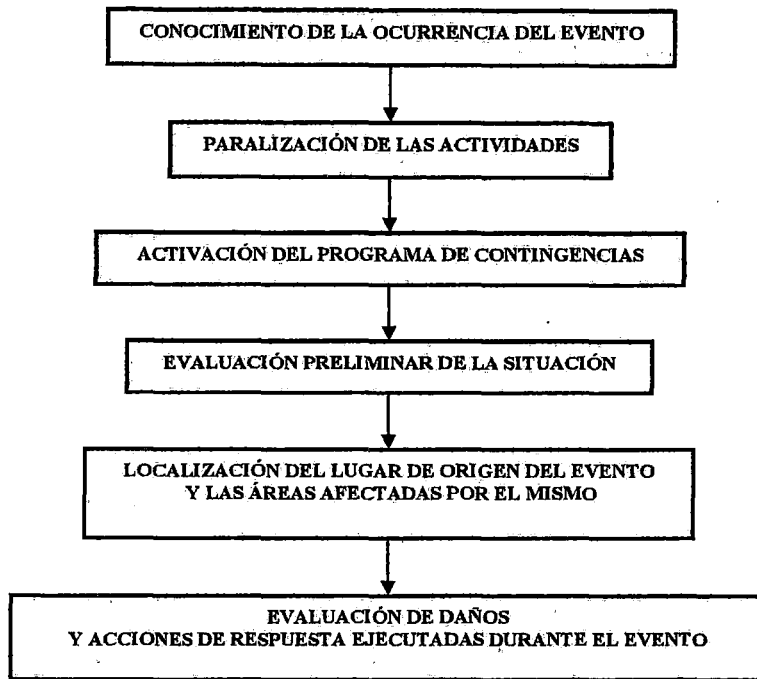 CONOCIMIENTO DE LA OCURRENCIA DEL EVENTO
PARALIZACIÓN DE LAS ACTIVIDADES
ACTIVACIÓN DEL PROGRAMA DE CONTINGENCIAS
EVALUACIÓN PRELIMINAR DE LA SITUACIÓN
LOCALIZACIÓN DEL LUGAR DE ORIGEN DEL EVENTO
Y LAS ÁREAS AFECTADAS POR EL MISMO
EVALUACIÓN DE DAÑOS
Y ACCIONES DE RESPUESTA EJECUTADAS DURANTE EL EVENTO